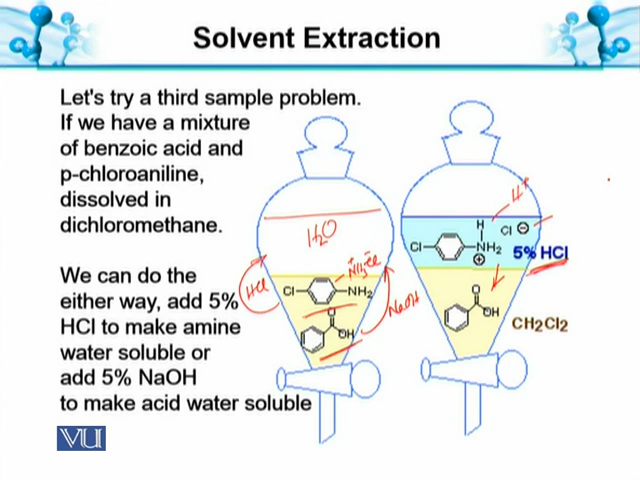 Solvent Extraction
Let's try a third sample problem.
If we have a mixture
of benzoic acid and
p-chloroaniline,
dissolved in
dichloromethane.
We can do the
either way, add 5%
HCl to make amine
water soluble or
add 5% NaOH
to make acid water soluble
VU
H2O
HCl
Cl
NH2
O
OH
NaOH
H+
H
Cl ⊖
Cl
NH2
⊕
5% HCl
O
OH
CH2Cl2